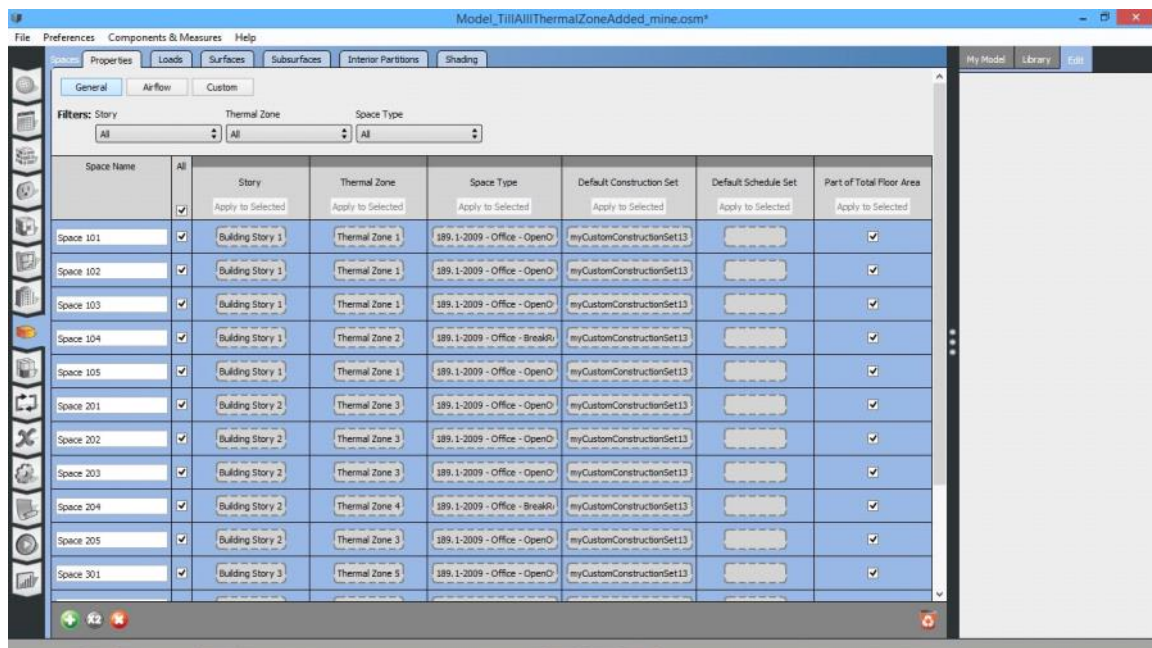 Model_TillAllIThermalZoneAdded_mine.osm*
File Preferences Components & Measures Help
Spaces Properties Loads Surfaces Subsurfaces Interior Partitions Shading
My Model Library Edit
General Airflow Custom
Filters: Story Thermal Zone Space Type
All All All
Space Name All Story Thermal Zone Space Type Default Construction Set Default Schedule Set Part of Total Floor Area
Apply to Selected Apply to Selected Apply to Selected Apply to Selected Apply to Selected Apply to Selected
Space 101 Building Story 1 Thermal Zone 1 189.1-2009 - Office - OpenO myCustomConstructionSet13
Space 102 Building Story 1 Thermal Zone 1 189.1-2009 - Office - OpenO myCustomConstructionSet13
Space 103 Building Story 1 Thermal Zone 1 189.1-2009 - Office - OpenO myCustomConstructionSet13
Space 104 Building Story 1 Thermal Zone 2 189.1-2009 - Office - BreakR myCustomConstructionSet13
Space 105 Building Story 1 Thermal Zone 1 189.1-2009 - Office - OpenO myCustomConstructionSet13
Space 201 Building Story 2 Thermal Zone 3 189.1-2009 - Office - OpenO myCustomConstructionSet13
Space 202 Building Story 2 Thermal Zone 3 189.1-2009 - Office - OpenO myCustomConstructionSet13
Space 203 Building Story 2 Thermal Zone 3 189.1-2009 - Office - OpenO myCustomConstructionSet13
Space 204 Building Story 2 Thermal Zone 4 189.1-2009 - Office - BreakR myCustomConstructionSet13
Space 205 Building Story 2 Thermal Zone 3 189.1-2009 - Office - OpenO myCustomConstructionSet13
Space 301 Building Story 3 Thermal Zone 5 189.1-2009 - Office - OpenO myCustomConstructionSet13
x2